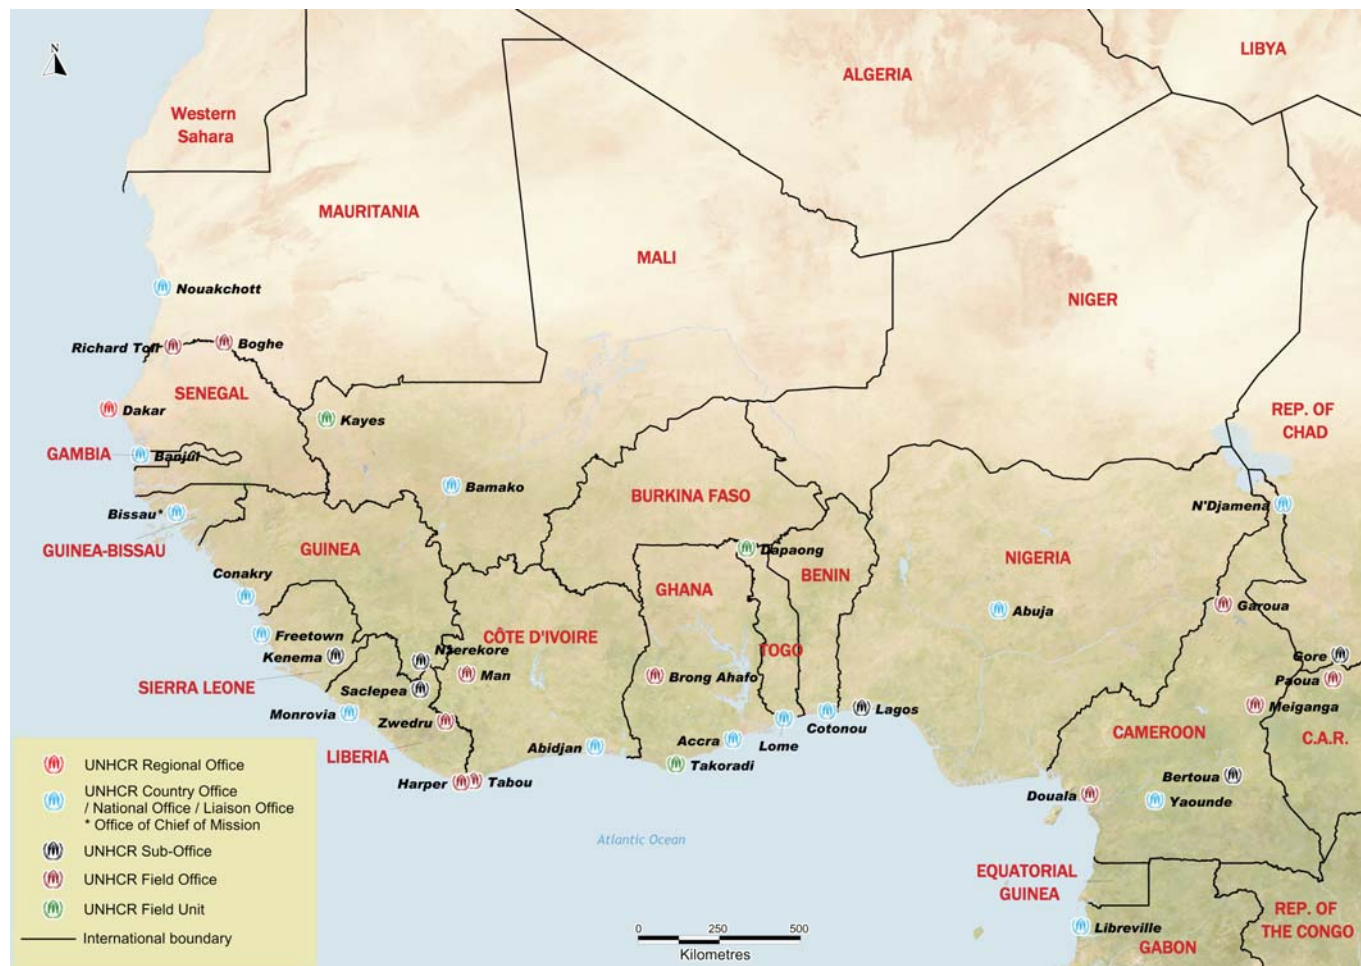 N
LIBYA
ALGERIA
Western
Sahara
MAURITANIA
MALI
NIGER
Nouakchott
Richard Toll
Boghe
SENEGAL
Dakar
Kayes
REP. OF
CHAD
GAMBIA
Banjul
Bamako
BURKINA FASO
N'Djamena
Bissau*
GUINEA-BISSAU
GUINEA
Dapaong
BENIN
NIGERIA
Conakry
GHANA
Abuja
Garoua
Freetown
CÔTE D'IVOIRE
TOGO
Kenema
Nzerekore
Gore
SIERRA LEONE
Man
Brong Ahafo
Paoua
Saclepea
Meiganga
Monrovia
Zwedru
Lagos
Cotonou
Lome
CAMEROON
C.A.R.
LIBERIA
Abidjan
Accra
Takoradi
Harper
Tabou
Bertoua
Douala
Yaounde
Atlantic Ocean
EQUATORIAL
GUINEA
Libreville
GABON
REP. OF
THE CONGO
UNHCR Regional Office
UNHCR Country Office
/ National Office / Liaison Office
* Office of Chief of Mission
UNHCR Sub-Office
UNHCR Field Office
UNHCR Field Unit
International boundary
0 250 500
Kilometres